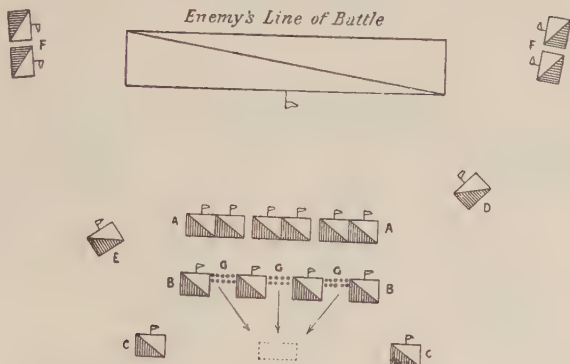 Enemy's Line of Battle
F F
D
A A
E
G G G
B B
C C